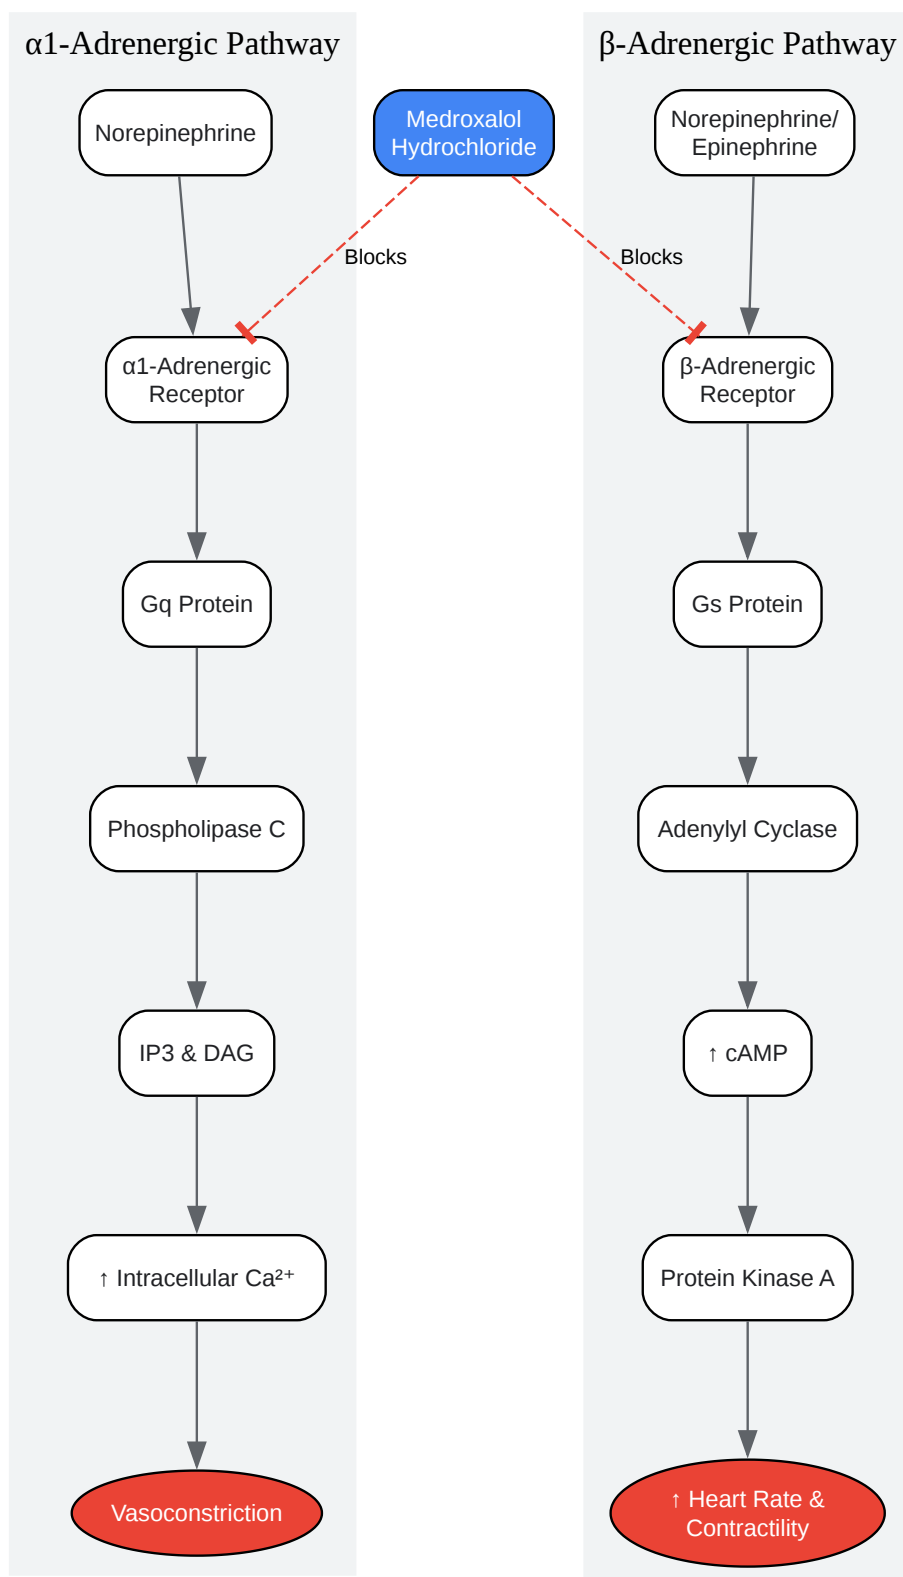 α1-Adrenergic Pathway
β-Adrenergic Pathway
Norepinephrine
Medroxalol
Hydrochloride
Norepinephrine/
Epinephrine
Blocks
Blocks
α1-Adrenergic
Receptor
β-Adrenergic
Receptor
Gq Protein
Gs Protein
Phospholipase C
Adenylyl Cyclase
IP3 & DAG
↑ cAMP
↑ Intracellular Ca²⁺
Protein Kinase A
Vasoconstriction
↑ Heart Rate &
Contractility